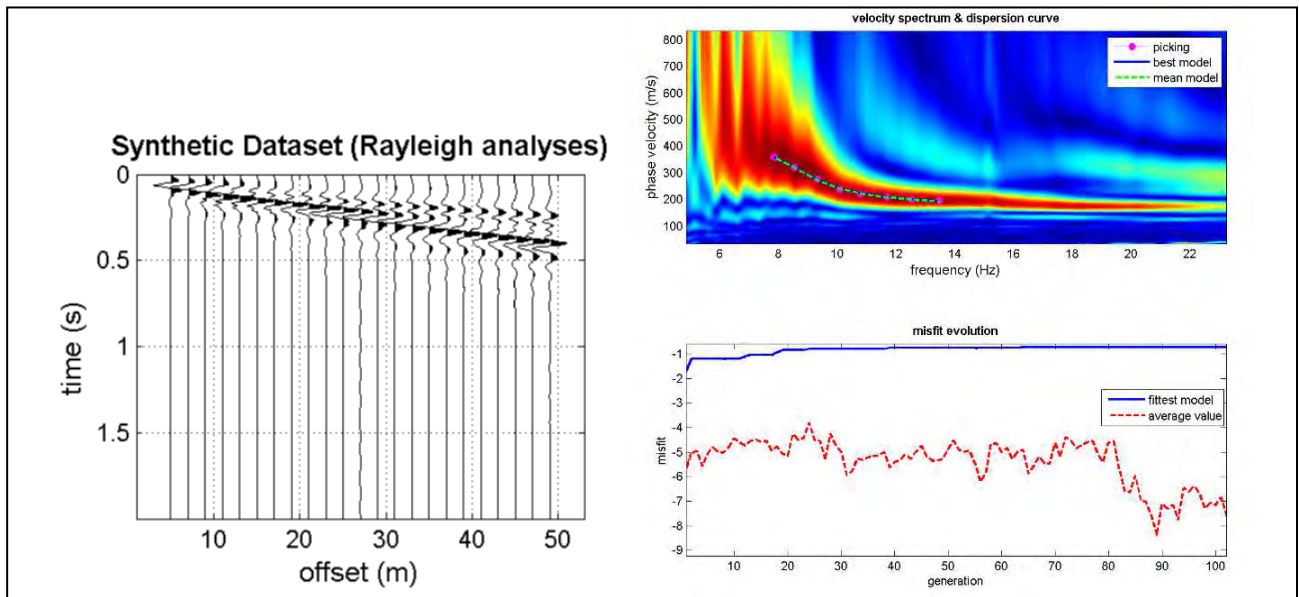 Synthetic Dataset (Rayleigh analyses)
0
0.5
1
1.5
time (s)
10 20 30 40 50
offset (m)
velocity spectrum & dispersion curve
800
700
600
500
400
300
200
100
phase velocity (m/s)
picking
best model
mean model
6 8 10 12 14 16 18 20 22
frequency (Hz)
misfit evolution
-1
-2
-3
-4
-5
-6
-7
-8
-9
misfit
fittest model
average value
10 20 30 40 50 60 70 80 90 100
generation